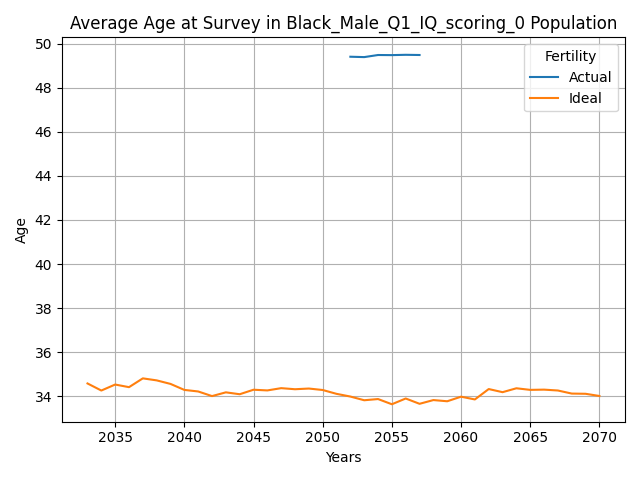 Average Age at Survey in Black_Male_Q1_IQ_scoring_0 Population
Fertility
Actual
Ideal
Age
50
48
46
44
42
40
38
36
34
2035 2040 2045 2050 2055 2060 2065 2070
Years